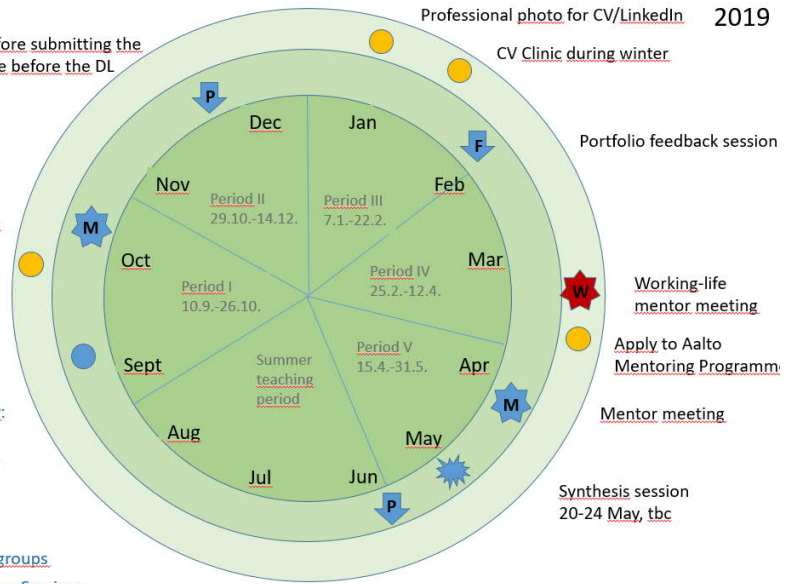 Professional photo for CV/LinkedIn
2019
fore submitting the
e before the DL
CV Clinic during winter
P
Dec
Jan
F
Portfolio feedback session
Nov
Feb
Period II
29.10.-14.12.
Period III
7.1.-22.2.
M
Oct
Mar
Period IV
25.2.-12.4.
Period I
10.9.-26.10.
W
Working-life
mentor meeting
Period V
15.4.-31.5.
Apply to Aalto
Mentoring Programm
Summer
teaching
period
Sept
Apr
M
Mentor meeting
Aug
May
Jul
Jun
P
Synthesis session
20-24 May, tbc
groups